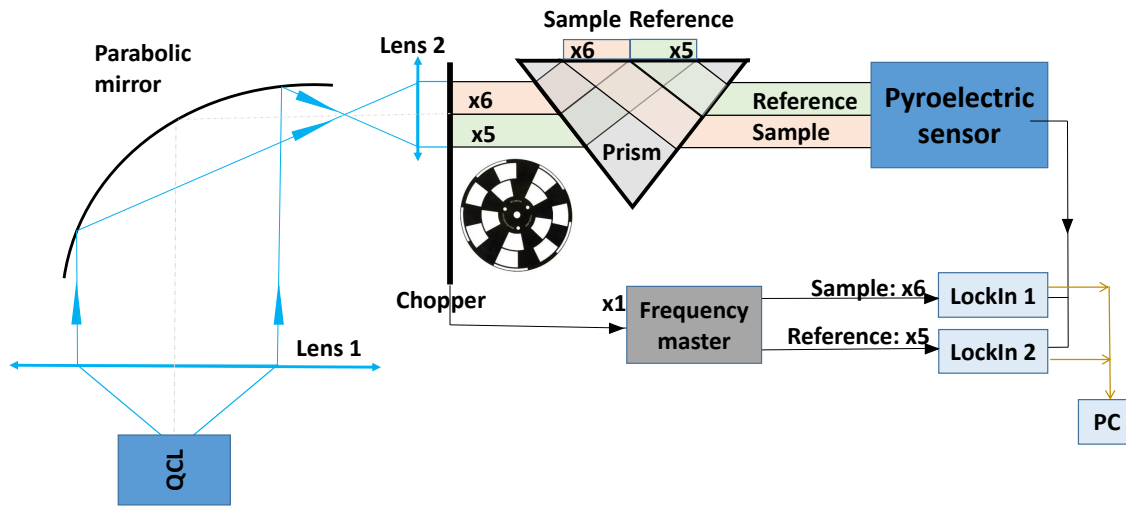 Sample Reference
x6 x5
Parabolic
mirror
Lens 2
x6
x5
Prism
Reference
Sample
Pyroelectric
sensor
Chopper
x1
Frequency
master
Sample: x6
Reference: x5
LockIn 1
LockIn 2
PC
Lens 1
QCL